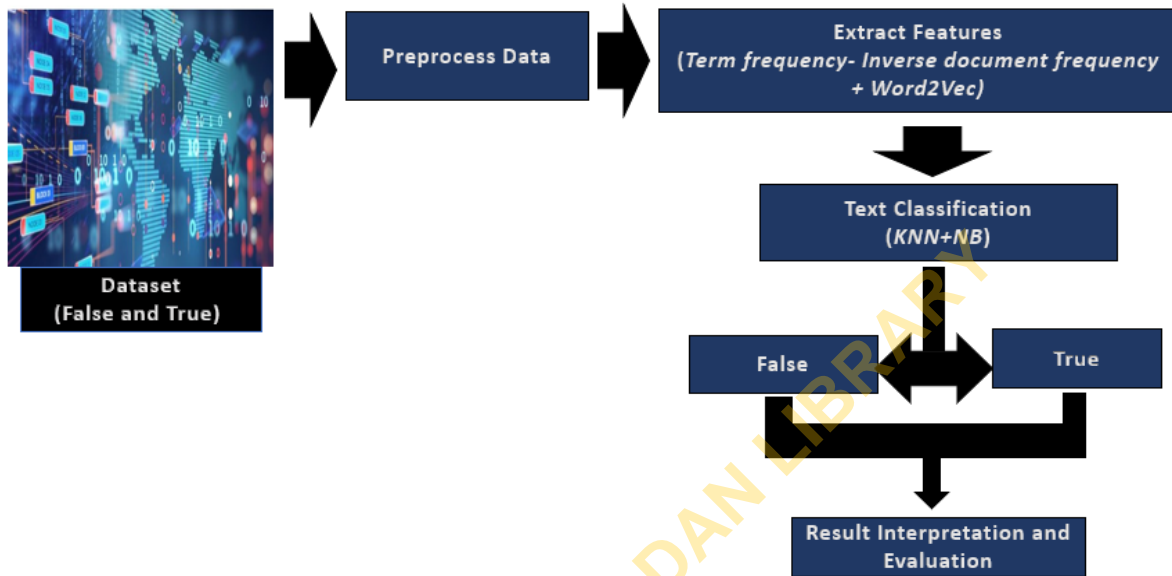 Dataset
(False and True)
Preprocess Data
Extract Features
(Term frequency- Inverse document frequency
+ Word2Vec)
Text Classification
(KNN+NB)
False
True
Result Interpretation and
Evaluation
DAN LIBRARY